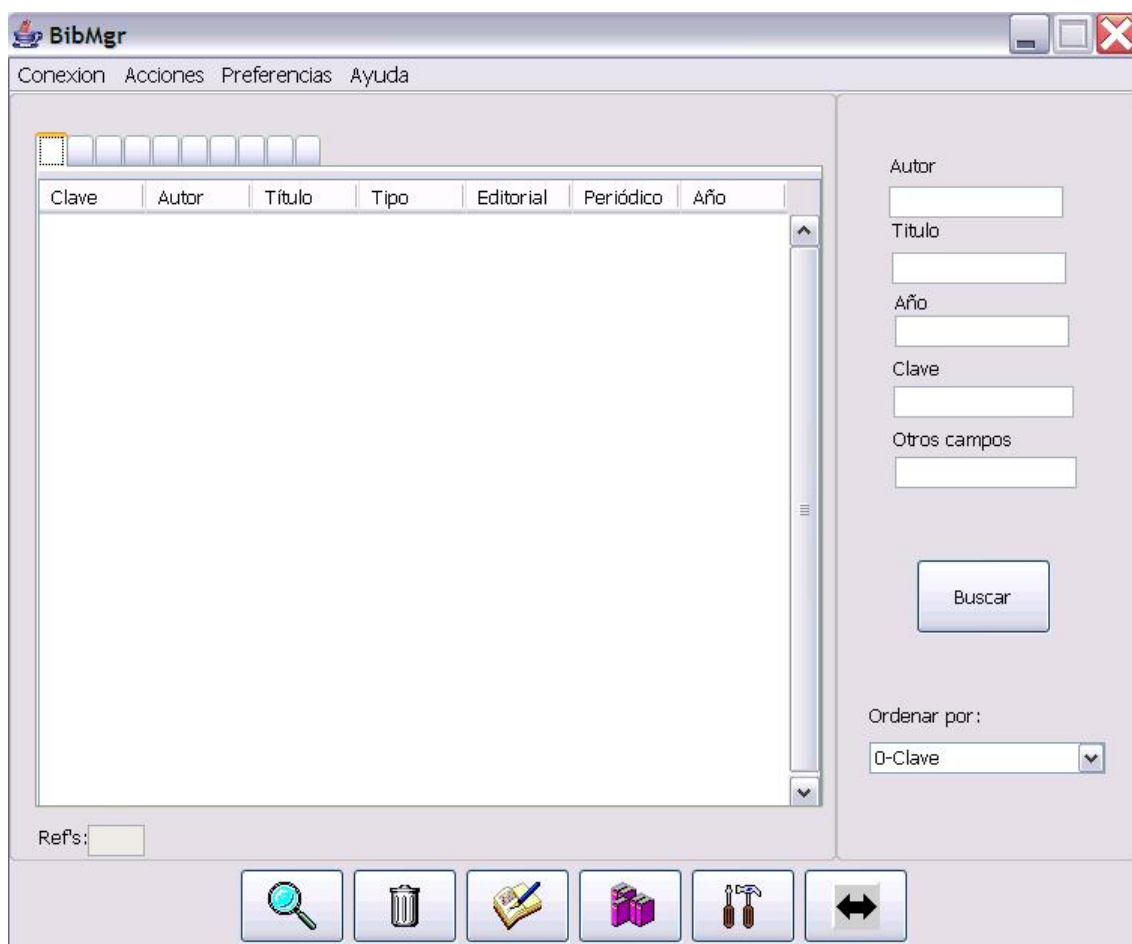 BibMgr
Conexion Acciones Preferencias Ayuda
Clave Autor Título Tipo Editorial Periódico Año
Ref's:
Autor
Titulo
Año
Clave
Otros campos
Buscar
Ordenar por:
0-Clave